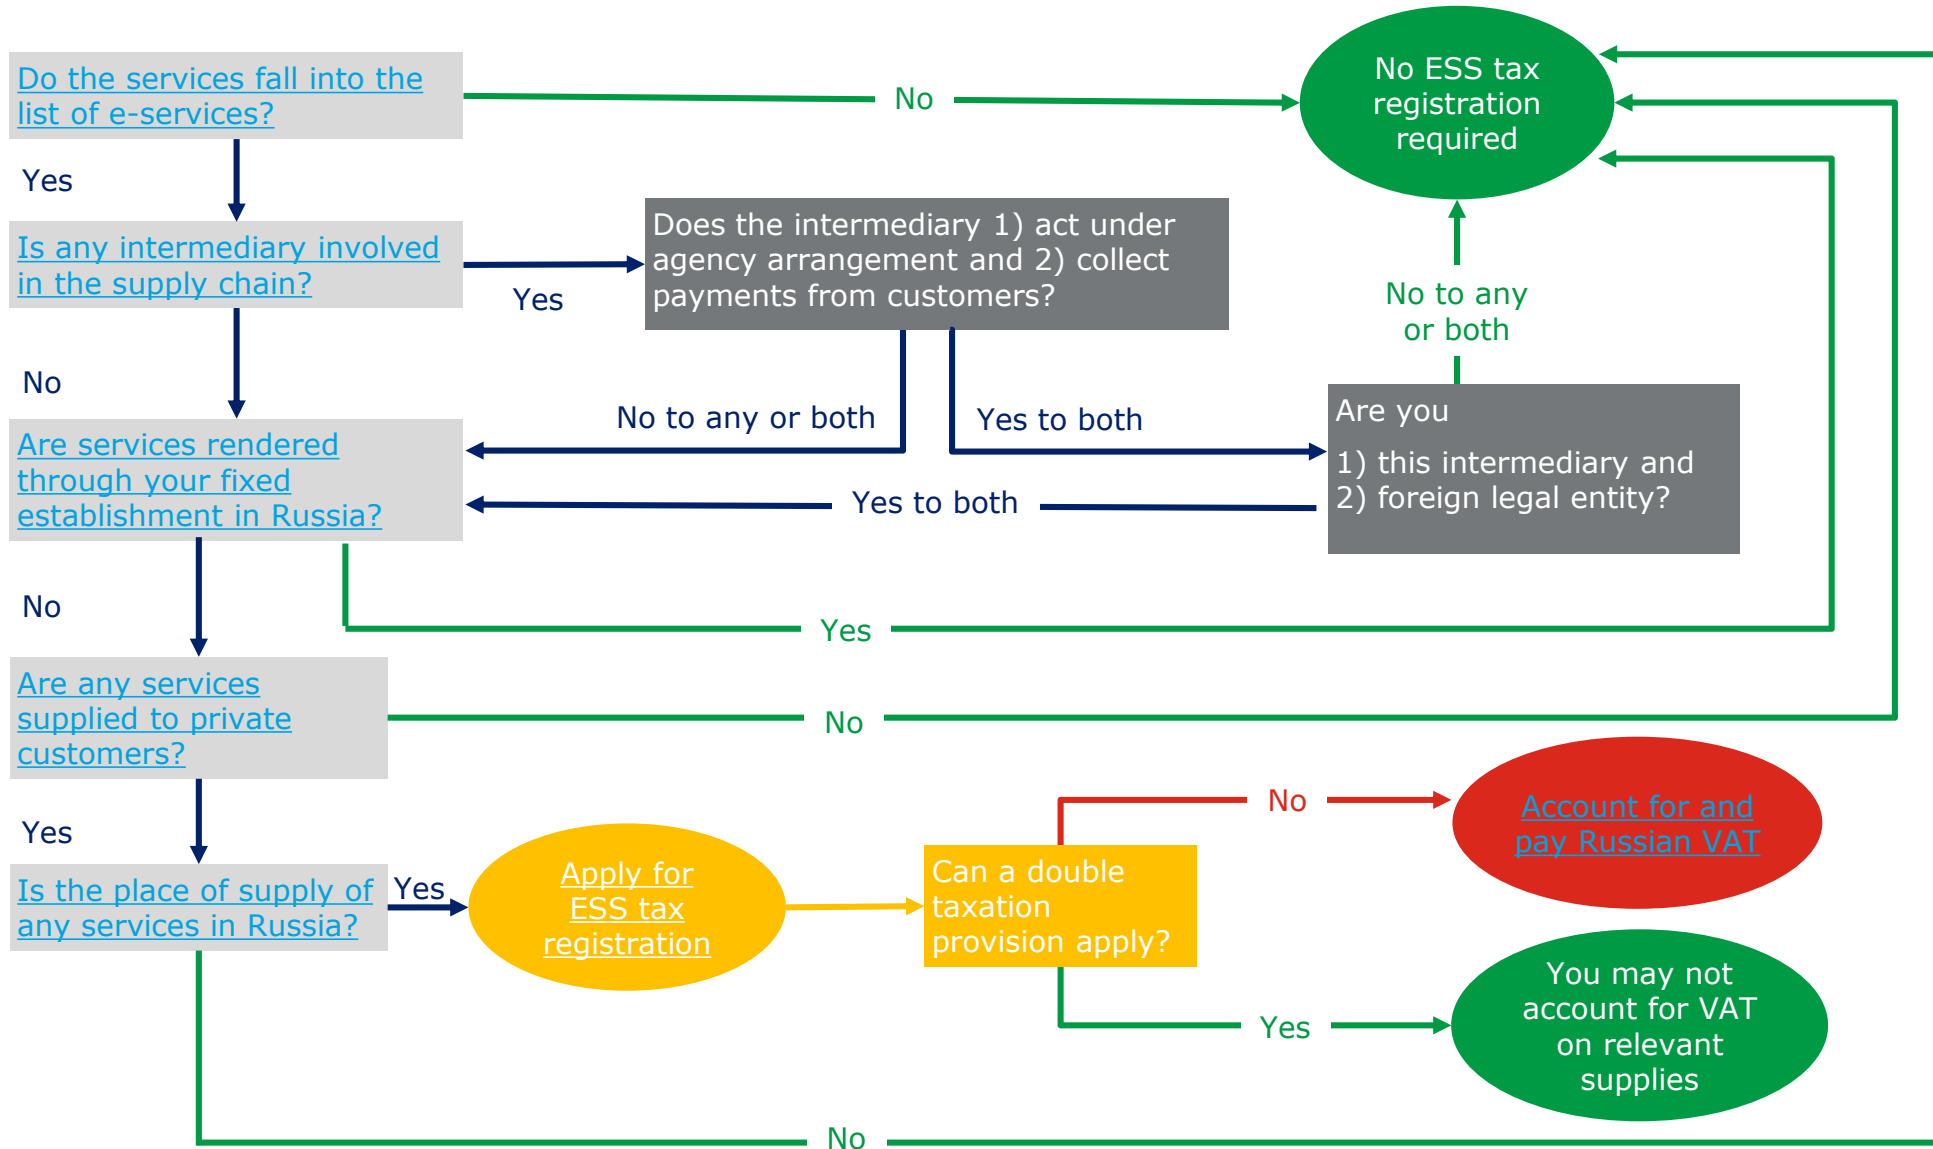 Do the services fall into the
list of e-services?
No
No ESS tax
registration
required
Yes
Is any intermediary involved
in the supply chain?
Yes
Does the intermediary 1) act under
agency arrangement and 2) collect
payments from customers?
No to any
or both
No
No to any or both
Yes to both
Are you
1) this intermediary and
2) foreign legal entity?
Are services rendered
through your fixed
establishment in Russia?
Yes to both
No
Yes
Are any services
supplied to private
customers?
No
Yes
Is the place of supply of
any services in Russia?
Yes
Apply for
ESS tax
registration
Can a double
taxation
provision apply?
No
Account for and
pay Russian VAT
Yes
You may not
account for VAT
on relevant
supplies
No